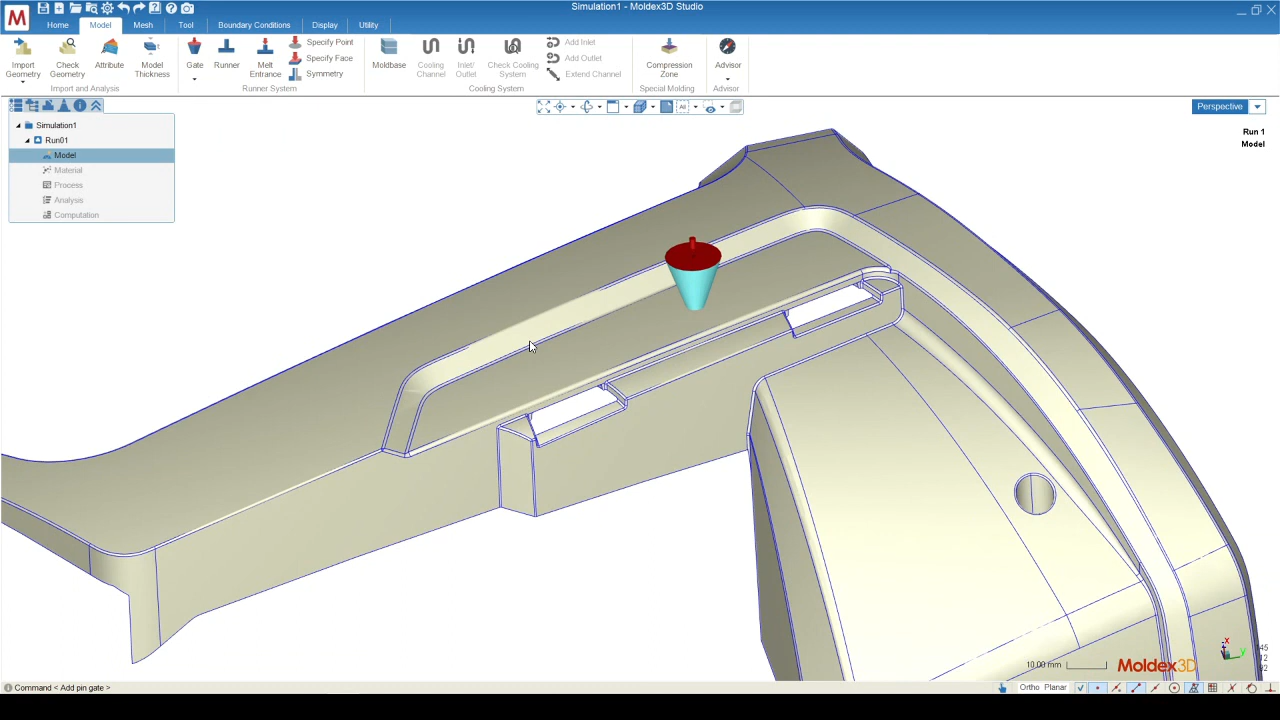 Simulation1 - Moldex3D Studio
M
Home
Model
Mesh
Tool
Boundary Conditions
Display
Utility
Import Geometry
Check Geometry
Attribute
Model Thickness
Import and Analysis
Gate
Runner
Melt Entrance
Specify Point
Specify Face
Symmetry
Runner System
Moldbase
Cooling Channel
Inlet/ Outlet
Check Cooling System
Add Inlet
Add Outlet
Extend Channel
Cooling System
Compression Zone
Special Molding
Advisor
Advisor
Perspective
Simulation1
Run 1
Run01
Model
Model
Material
Process
Analysis
Computation
10.00 mm
Moldex3D
x
y
45
12
Command < Add pin gate >
Ortho Planar